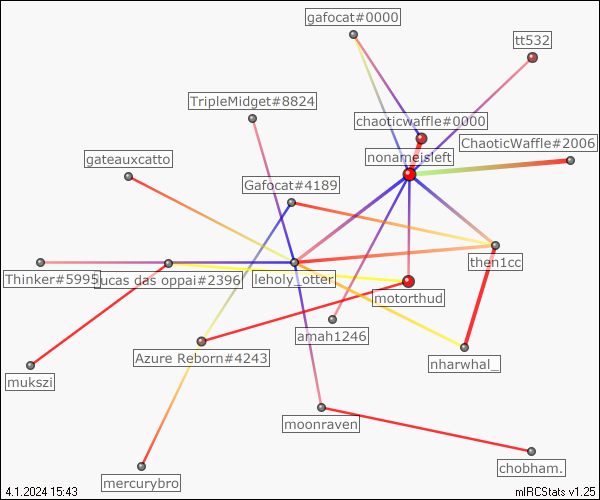 gafocat#0000
tt532
TripleMidget#8824
chaoticwaffle#0000
ChaoticWaffle#2006
nonameisleft
gateauxcatto
Gafocat#4189
then1cc
Thinker#5995
lucas das oppai#2396
leholy_otter
motorthud
amah1246
Azure Reborn#4243
nharwhal_
mukszi
moonraven
chobham.
mercurybro
4.1.2024 15:43
mIRCStats v1.25